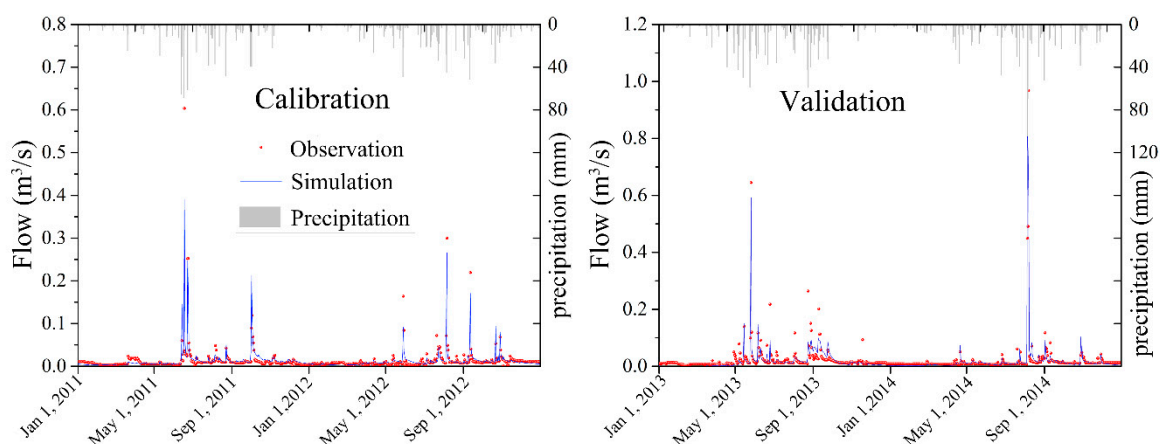 0.8
0.7
0.6
0.5
0.4
0.3
0.2
0.1
0.0
Flow (m³/s)
Calibration
Observation
Simulation
Precipitation
0
40
80
120
precipitation (mm)
Jan 1, 2011
May 1, 2011
Sep 1, 2011
Jan 1,2012
May 1, 2012
Sep 1, 2012
1.2
1.0
0.8
0.6
0.4
0.2
0.0
Flow (m³/s)
Validation
0
40
80
120
precipitation (mm)
Jan 1, 2013
May 1, 2013
Sep 1, 2013
Jan 1,2014
May 1, 2014
Sep 1, 2014